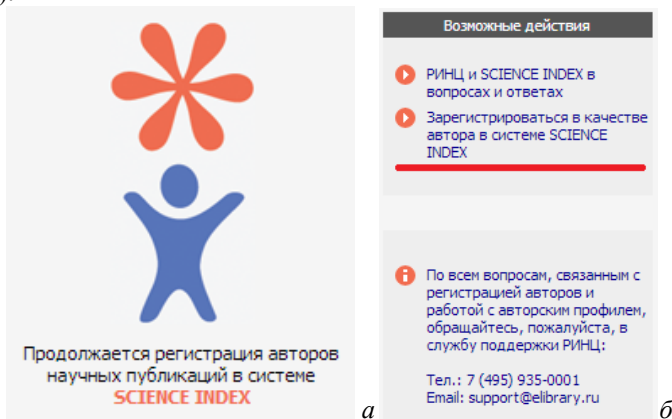 ).
Продолжается регистрация авторов
научных публикаций в системе
SCIENCE INDEX
а
Возможные действия
РИНЦ и SCIENCE INDEX в
вопросах и ответах
Зарегистрироваться в качестве
автора в системе SCIENCE
INDEX
По всем вопросам, связанным с
регистрацией авторов и
работой с авторским профилем,
обращайтесь, пожалуйста, в
службу поддержки РИНЦ:
Тел.: 7 (495) 935-0001
Email: support@elibrary.ru
б